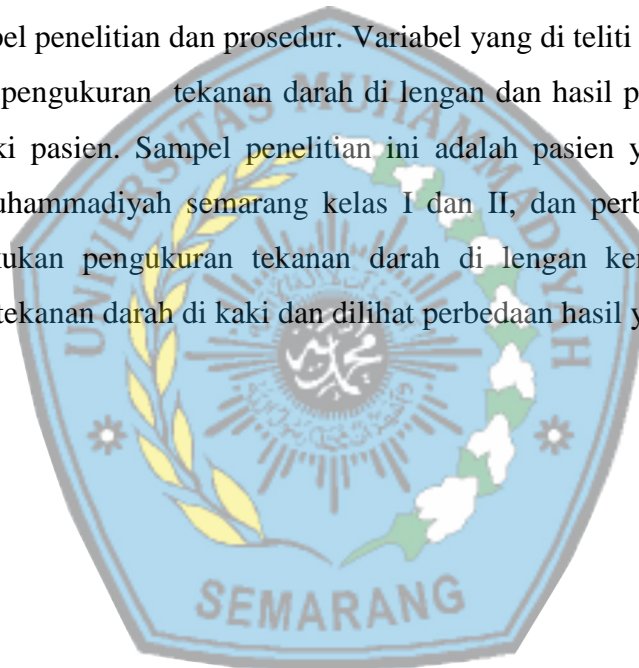 bel penelitian dan prosedur. Variabel yang di teliti
pengukuran tekanan darah di lengan dan hasil p
ki pasien. Sampel penelitian ini adalah pasien y
uhammadiyah semarang kelas I dan II, dan perb
ukan pengukuran tekanan darah di lengan ke
tekanan darah di kaki dan dilihat perbedaan hasil y
UNIVERSITAS MUHAMMADIYAH
SEMARANG